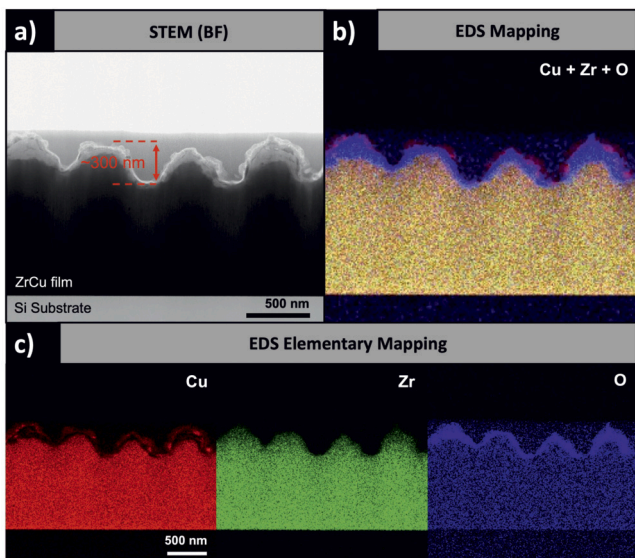 a)
STEM (BF)
~300 nm
ZrCu film
Si Substrate
500 nm
b)
EDS Mapping
Cu + Zr + O
c)
EDS Elementary Mapping
Cu
Zr
O
500 nm